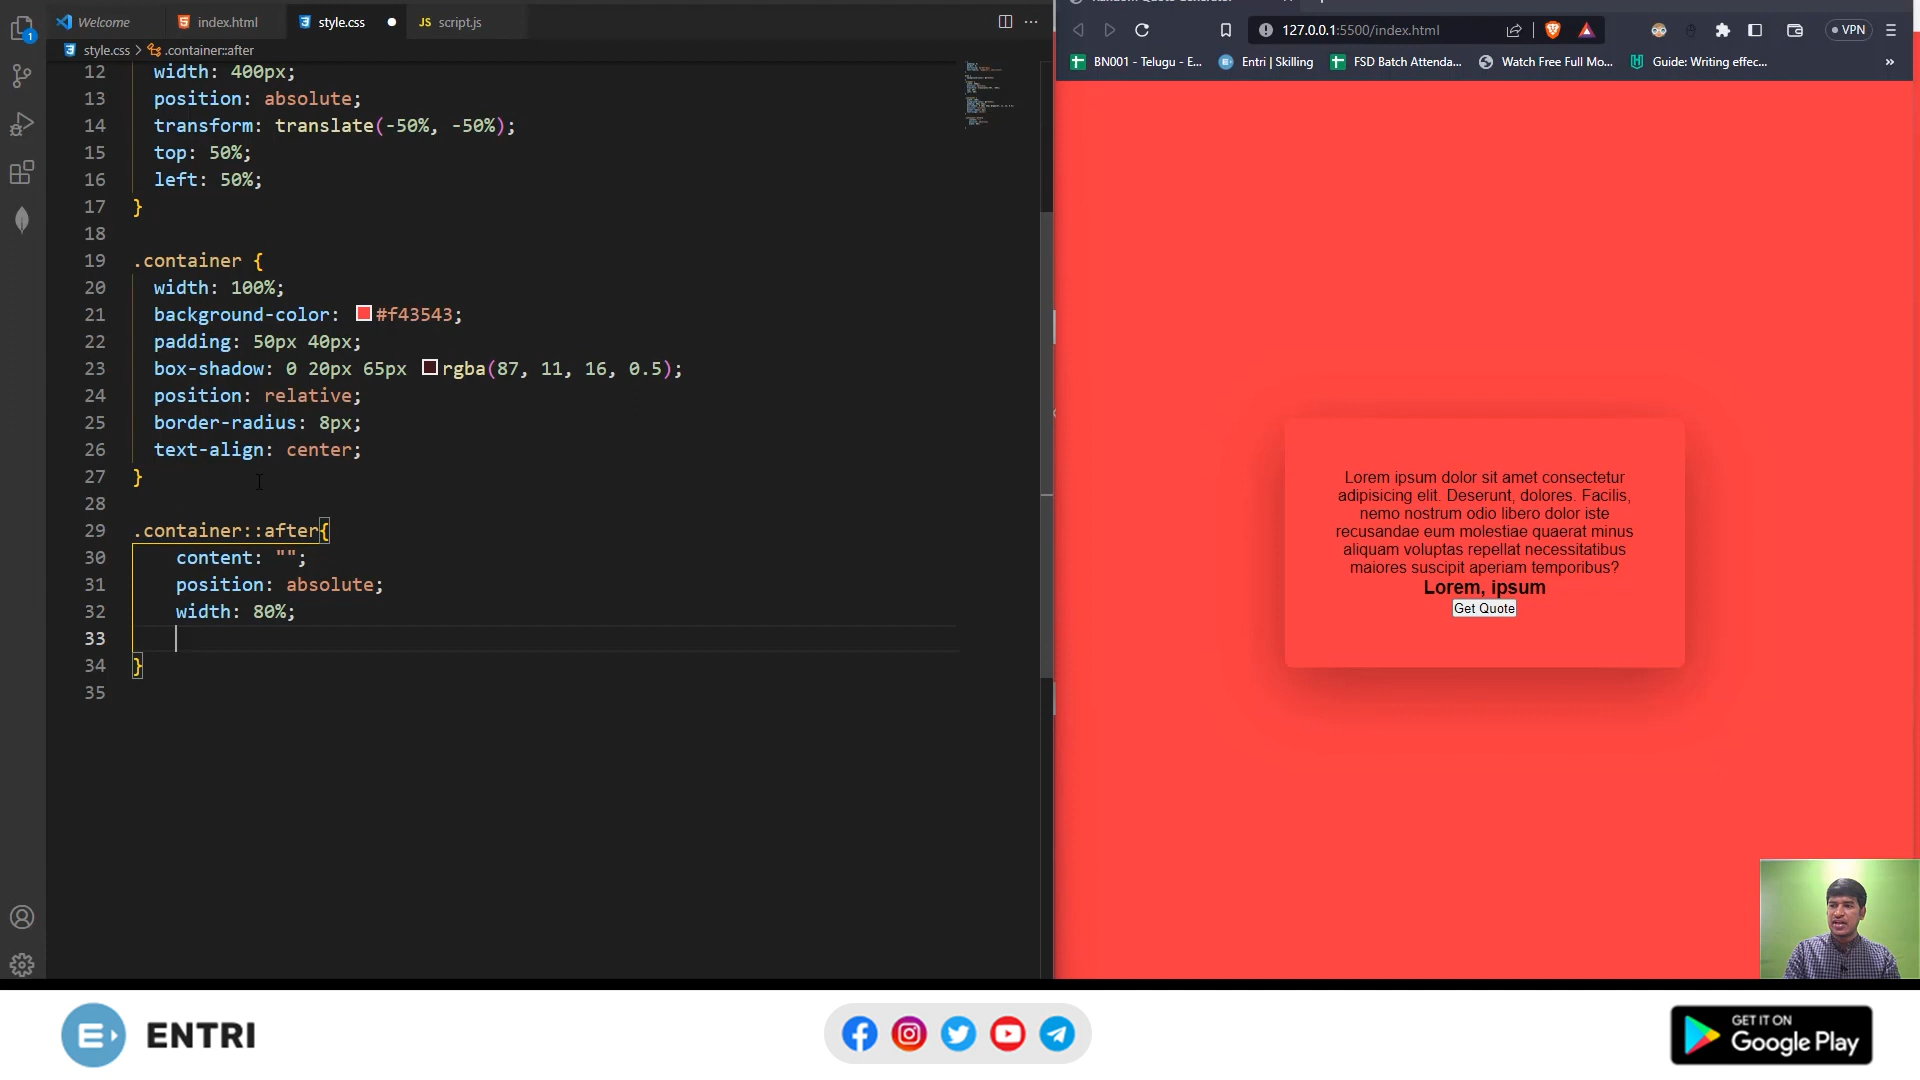 Welcome
index.html
style.css
JS script.js
style.css > .container::after
12 width: 400px;
13 position: absolute;
14 transform: translate(-50%, -50%);
15 top: 50%;
16 left: 50%;
17 }
18
19 .container {
20 width: 100%;
21 background-color: #f43543;
22 padding: 50px 40px;
23 box-shadow: 0 20px 65px rgba(87, 11, 16, 0.5);
24 position: relative;
25 border-radius: 8px;
26 text-align: center;
27 }
28
29 .container::after{
30 content: "";
31 position: absolute;
32 width: 80%;
33
34 }
35
127.0.0.1:5500/index.html
VPN
BN001 - Telugu - E...
Entri | Skilling
FSD Batch Attenda...
Watch Free Full Mo...
Guide: Writing effec...
»
Lorem ipsum dolor sit amet consectetur
adipisicing elit. Deserunt, dolores. Facilis,
nemo nostrum odio libero dolor iste
recusandae eum molestiae quaerat minus
aliquam voluptas repellat necessitatibus
maiores suscipit aperiam temporibus?
Lorem, ipsum
Get Quote
1
E
ENTRI
GET IT ON
Google Play